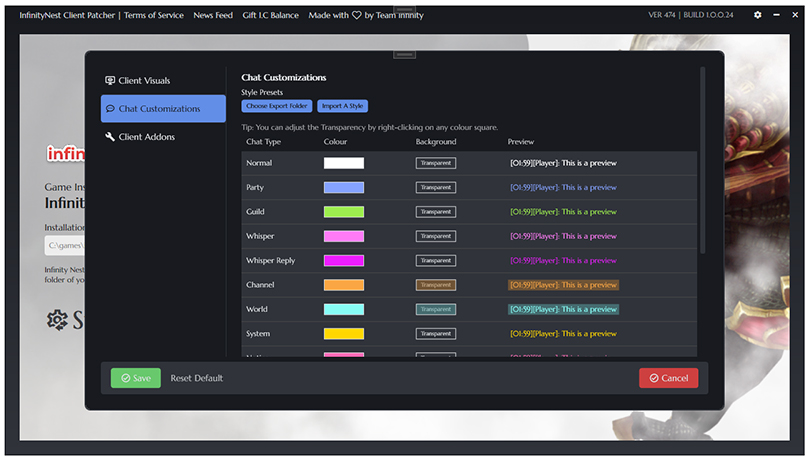 InfinityNest Client Patcher | Terms of Service News Feed Gift I.C Balance Made with by Team Infinity VER 474 | BUILD 1.0.0.24
Client Visuals
Chat Customizations
Client Addons
Chat Customizations
Style Presets
Choose Export Folder Import A Style
Tip: You can adjust the Transparency by right-clicking on any colour square.
Chat Type Colour Background Preview
Normal Transparent [01:59][Player]: This is a preview
Party Transparent [01:59][Player]: This is a preview
Guild Transparent [01:59][Player]: This is a preview
Whisper Transparent [01:59][Player]: This is a preview
Whisper Reply Transparent [01:59][Player]: This is a preview
Channel Transparent [01:59][Player]: This is a preview
World Transparent [01:59][Player]: This is a preview
System Transparent [01:59][Player]: This is a preview
infin
Game Ins
Infinit
Installation
C:\games\
Infinity Nest
folder of yo
S
Save Reset Default Cancel